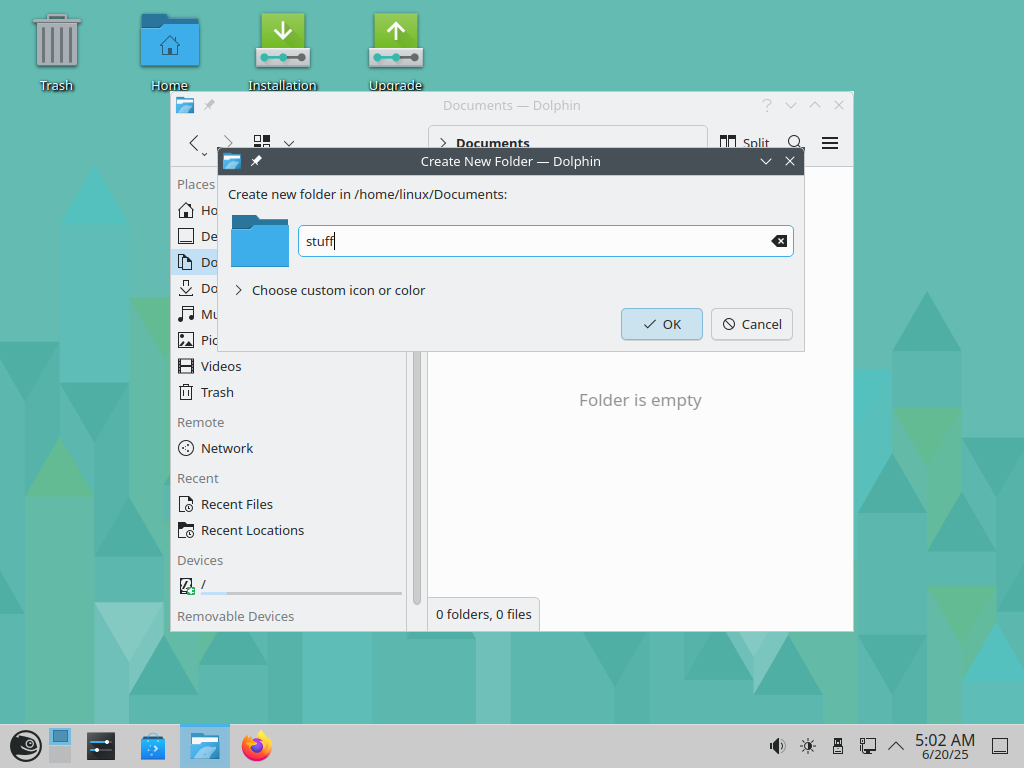 Trash
Home
Installation
Upgrade
Documents — Dolphin
Documents
Split
Create New Folder — Dolphin
Create new folder in /home/linux/Documents:
stuff
Choose custom icon or color
OK
Cancel
Places
Ho
De
Do
Do
Mu
Pic
Videos
Trash
Remote
Network
Recent
Recent Files
Recent Locations
Devices
/
Removable Devices
Folder is empty
0 folders, 0 files
5:02 AM
6/20/25